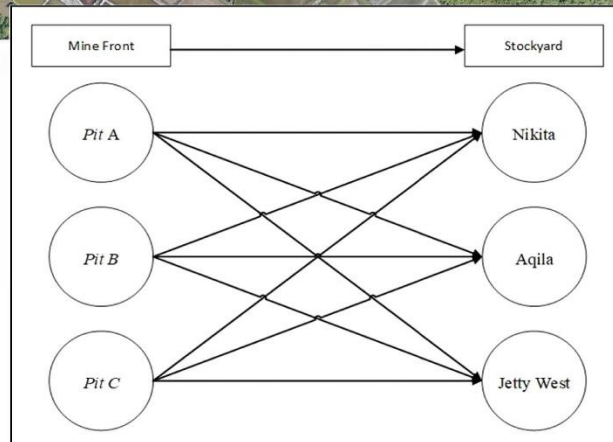 Mine Front
Stockyard
Pit A
Nikita
Pit B
Aqila
Pit C
Jetty West